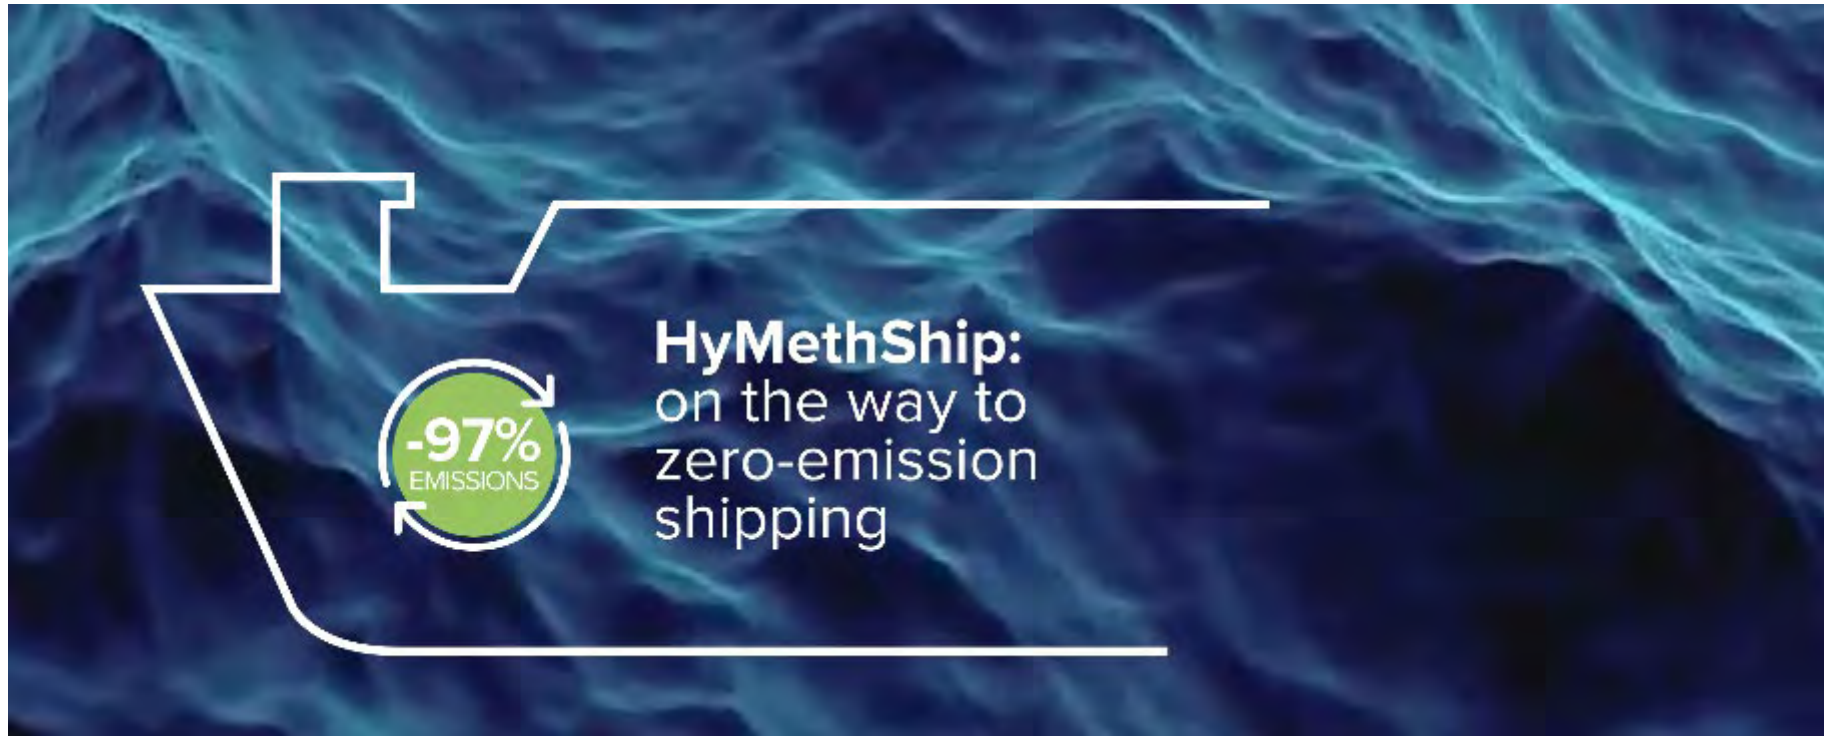 -97%
EMISSIONS
HyMethShip:
on the way to
zero-emission
shipping